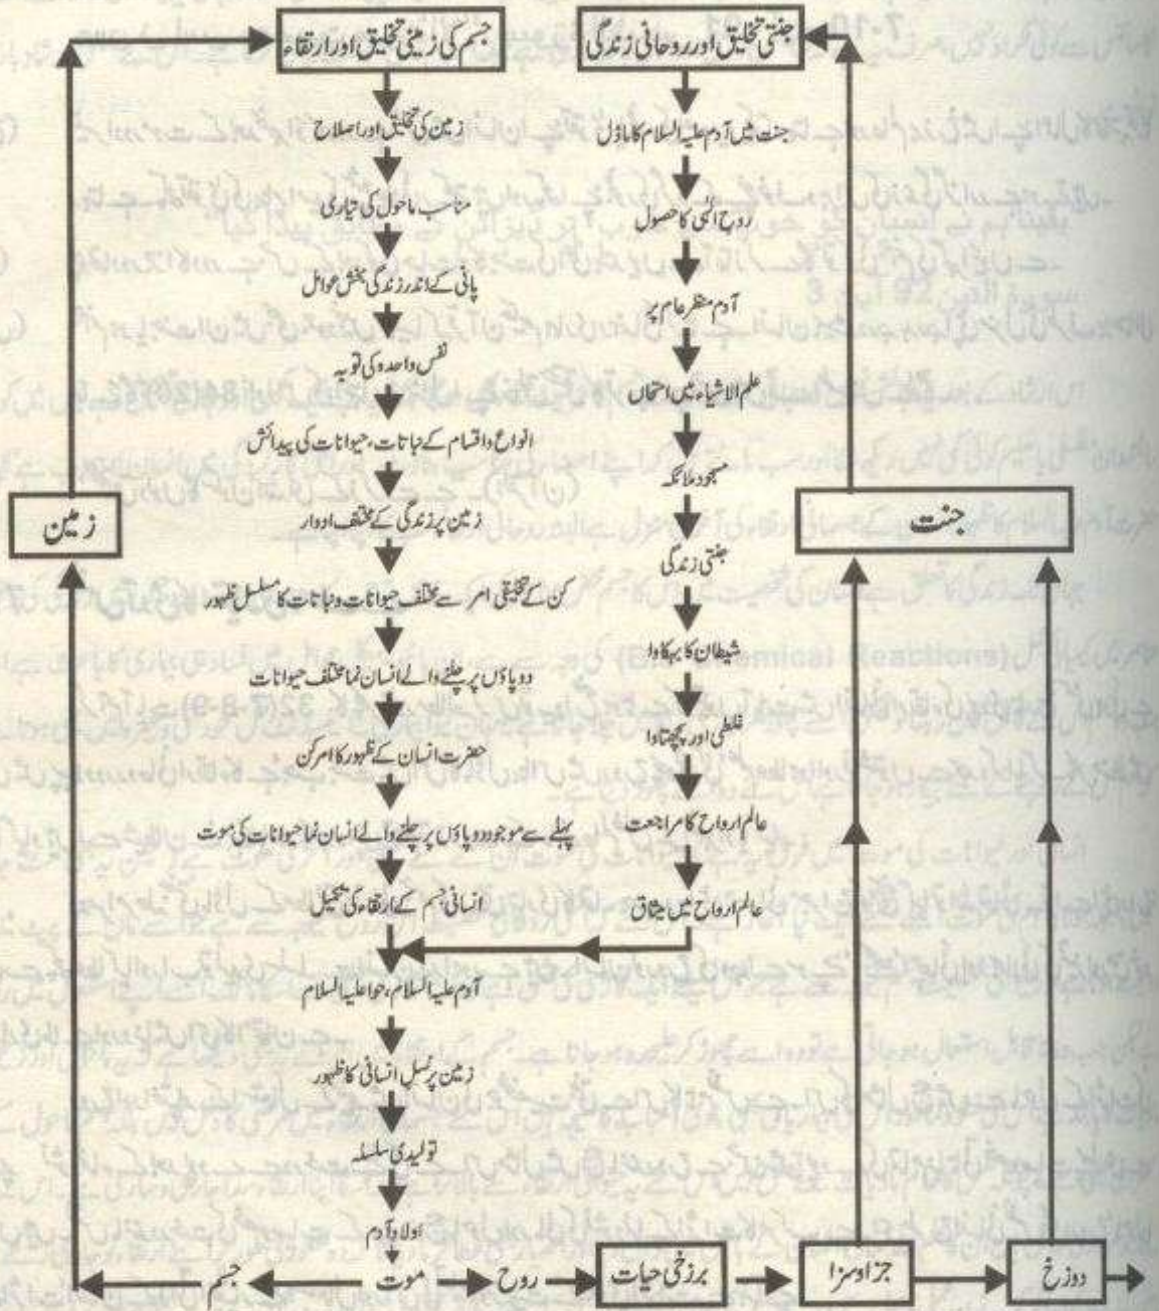 جنتی تخلیق اور روحانی زندگی
جنت میں آدم علیہ السلام کا ماڈل
روح الٰہی کا حصول
آدم منظر عام پر
علم الاشیاء میں امتحاں
مسجود ملائکہ
جنتی زندگی
شیطان کا بہکاوا
غلطی اور پچھتاوا
عالم ارواح کا مراجعت
عالم ارواح میں میثاق
جسم کی زمینی تخلیق اور ارتقاء
زمین کی تخلیق اور اصلاح
مناسب ماحول کی تیاری
پانی کے اندر زندگی بخش عوامل
نفس واحدہ کی تویہ
انواع و اقسام کے نباتات، حیوانات کی پیدائش
زمین پر زندگی کے مختلف ادوار
کن کے تخلیقی امر سے مختلف حیوانات و نباتات کا مسلسل ظہور
دو پاؤں پر چلنے والے انسان نما مختلف حیوانات
حضرت انسان کے ظہور کا امر کن
پہلے سے موجود دو پاؤں پر چلنے والے انسان نما حیوانات کی موت
انسانی جسم کے ارتقاء کی تکمیل
آدم علیہ السلام، حوا علیہ السلام
زمین پر نسل انسانی کا ظہور
تولیدی سلسلہ
اولاد آدم
جنت
زمین
دوزخ
جزا و سزا
برزخی حیات
روح
موت
جسم